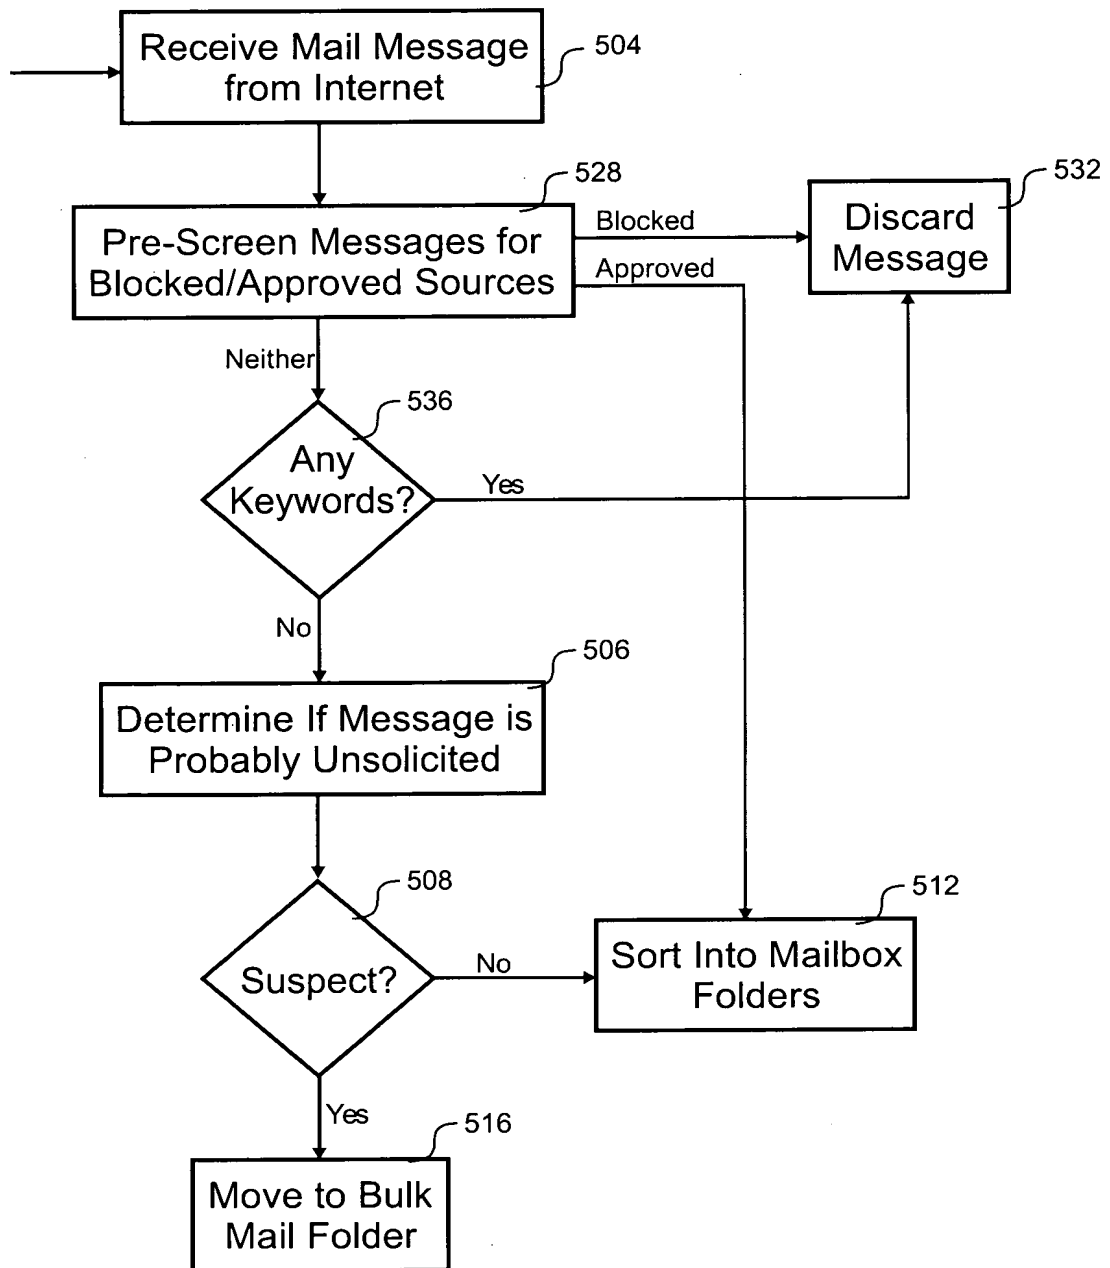 Receive Mail Message
from Internet
504
528
Pre-Screen Messages for
Blocked/Approved Sources
Blocked
Approved
532
Discard
Message
Neither
536
Any
Keywords?
Yes
No
506
Determine If Message is
Probably Unsolicited
508
Suspect?
No
512
Sort Into Mailbox
Folders
Yes
516
Move to Bulk
Mail Folder